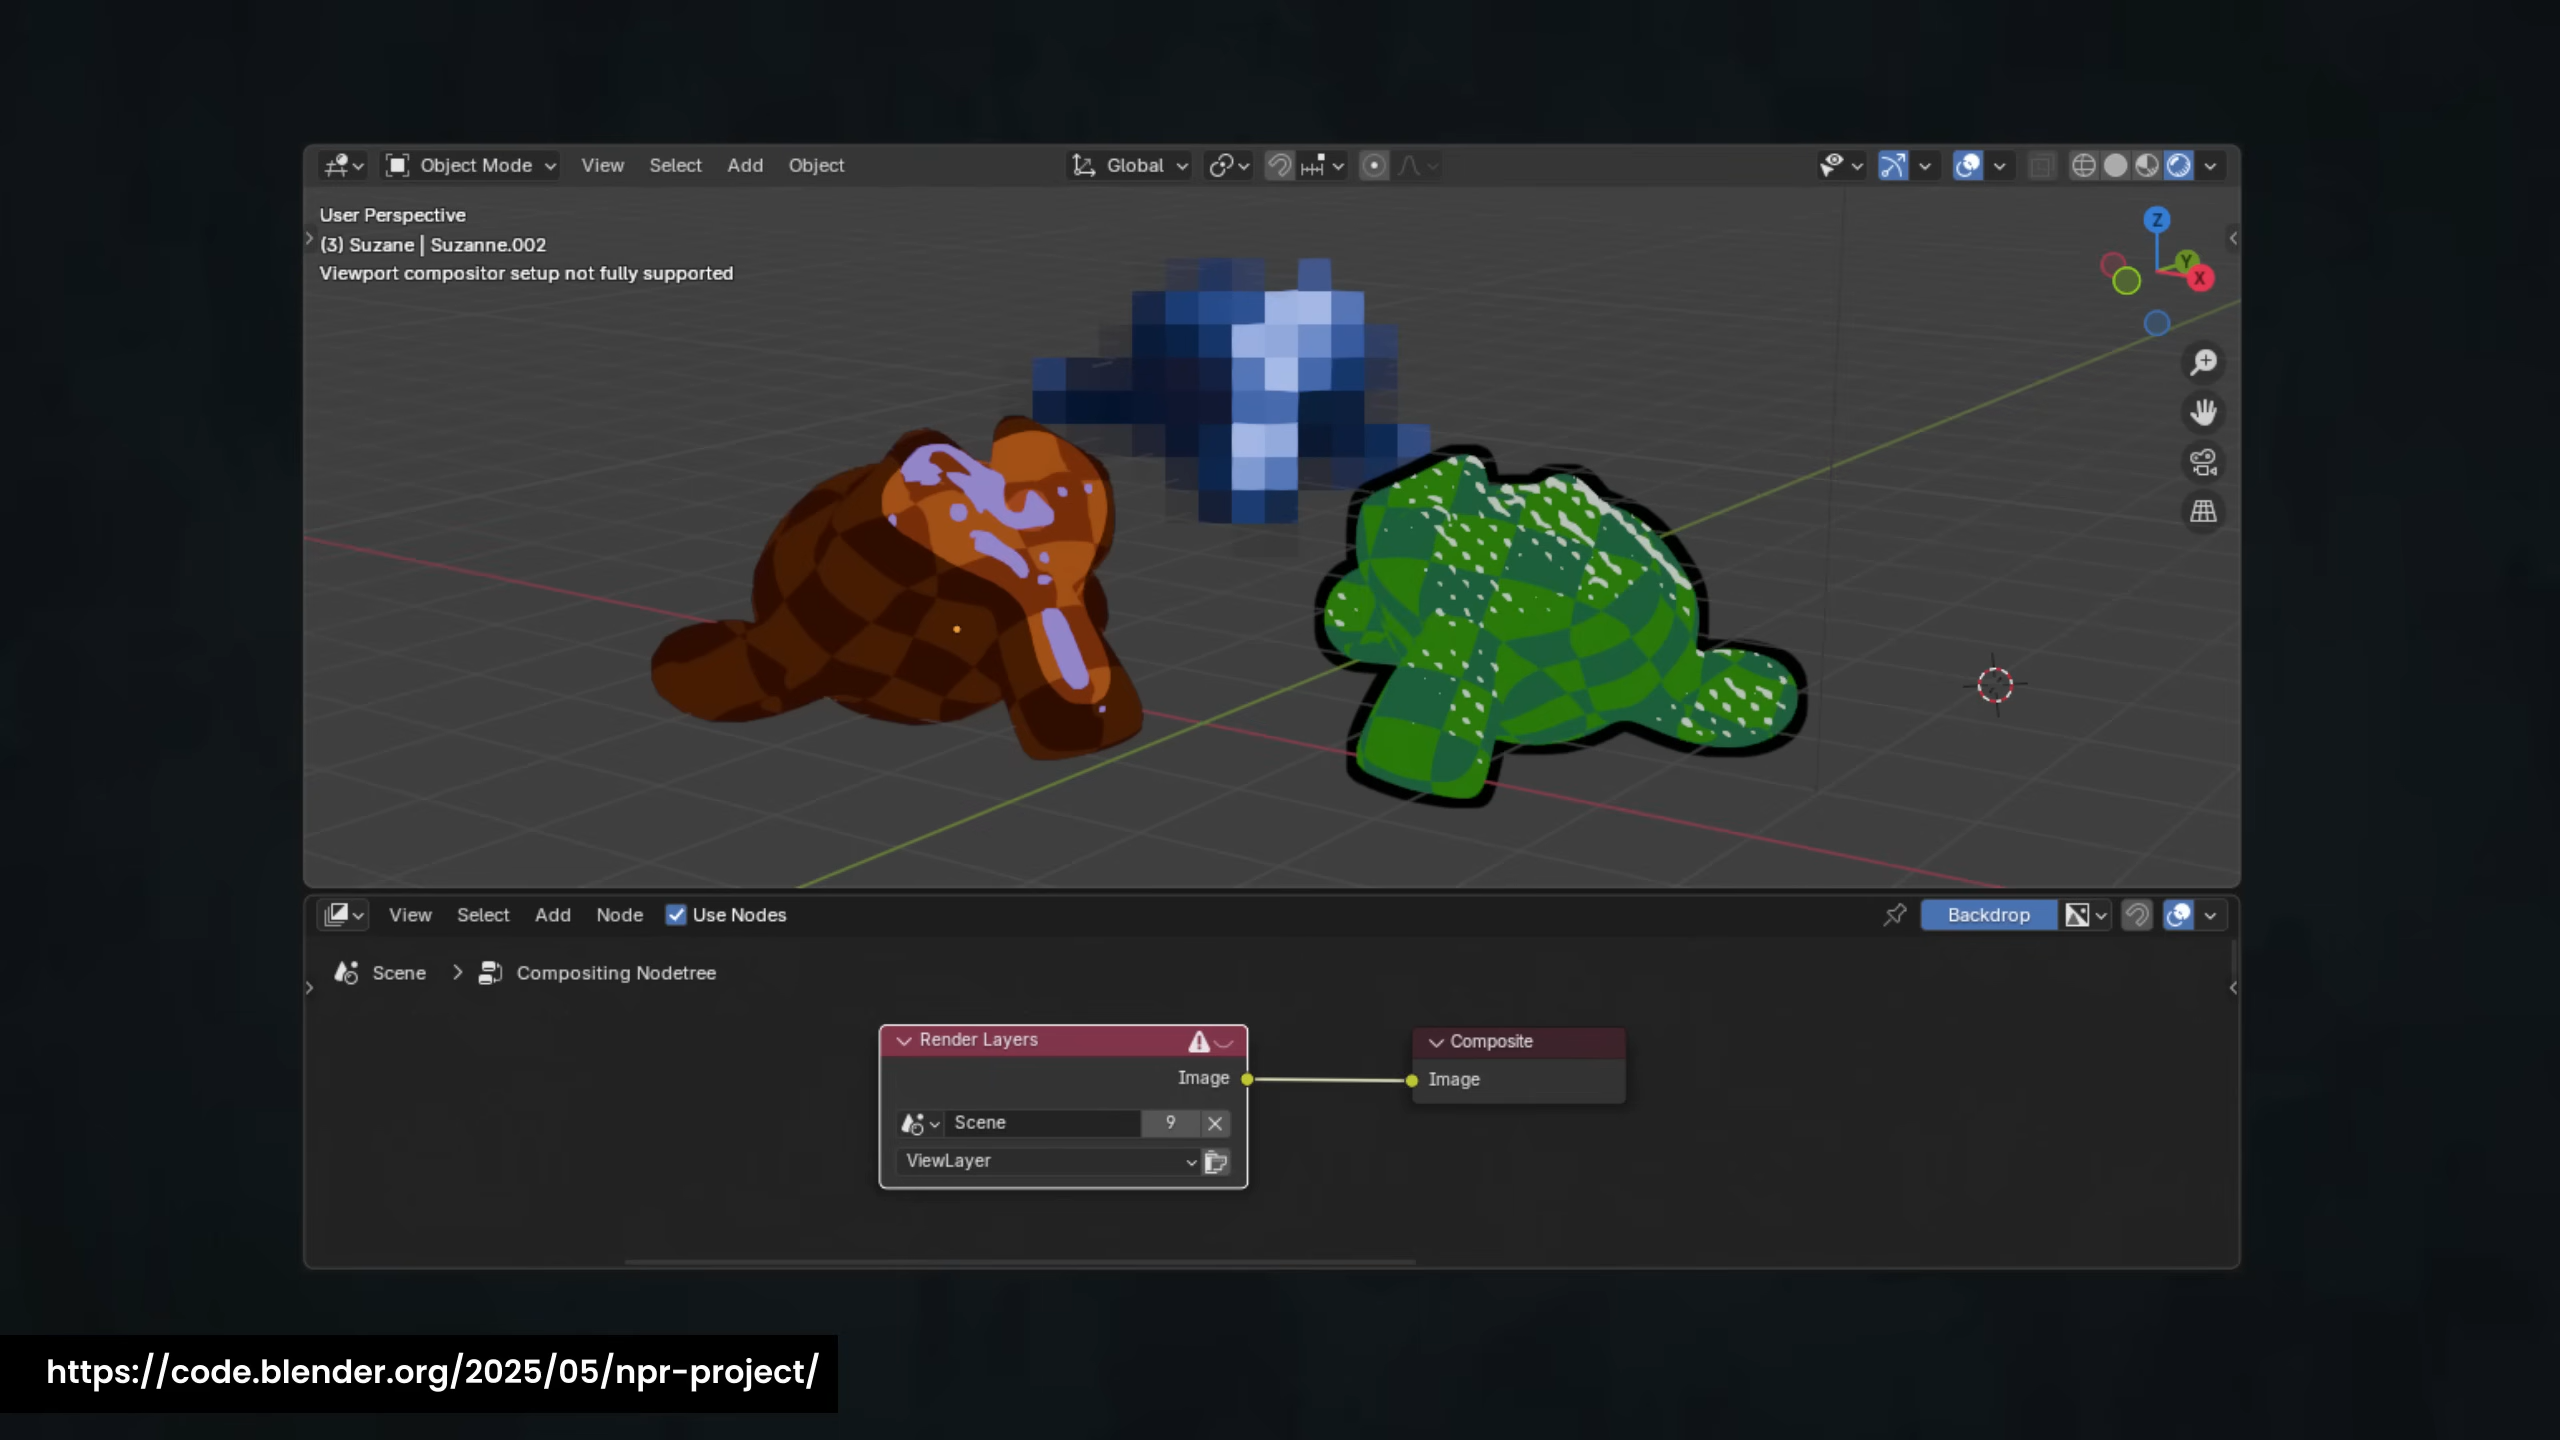 Object Mode View Select Add Object Global
User Perspective
(3) Suzane | Suzanne.002
Viewport compositor setup not fully supported
Z
Y
X
View Select Add Node Use Nodes Backdrop
Scene Compositing Nodetree
Render Layers
Image
Scene 9
ViewLayer
Composite
Image
https://code.blender.org/2025/05/npr-project/